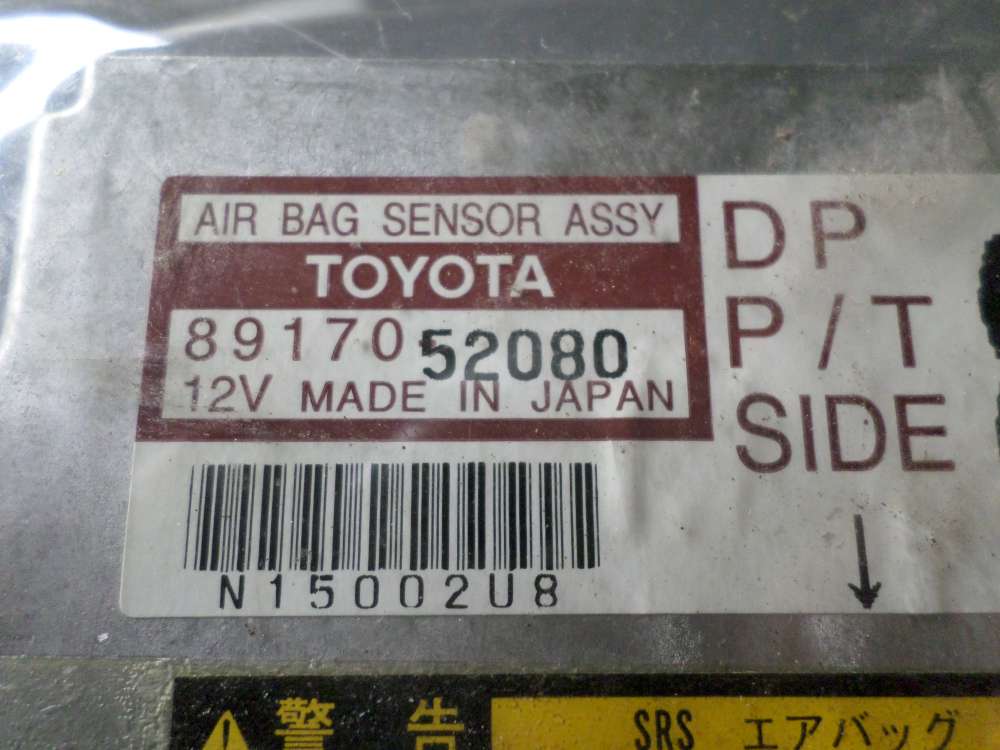 AIR BAG SENSOR ASSY
TOYOTA
89170 52080
12V MADE IN JAPAN
DP
P/T
SIDE
N15002U8
警告
SRS エアバッグ